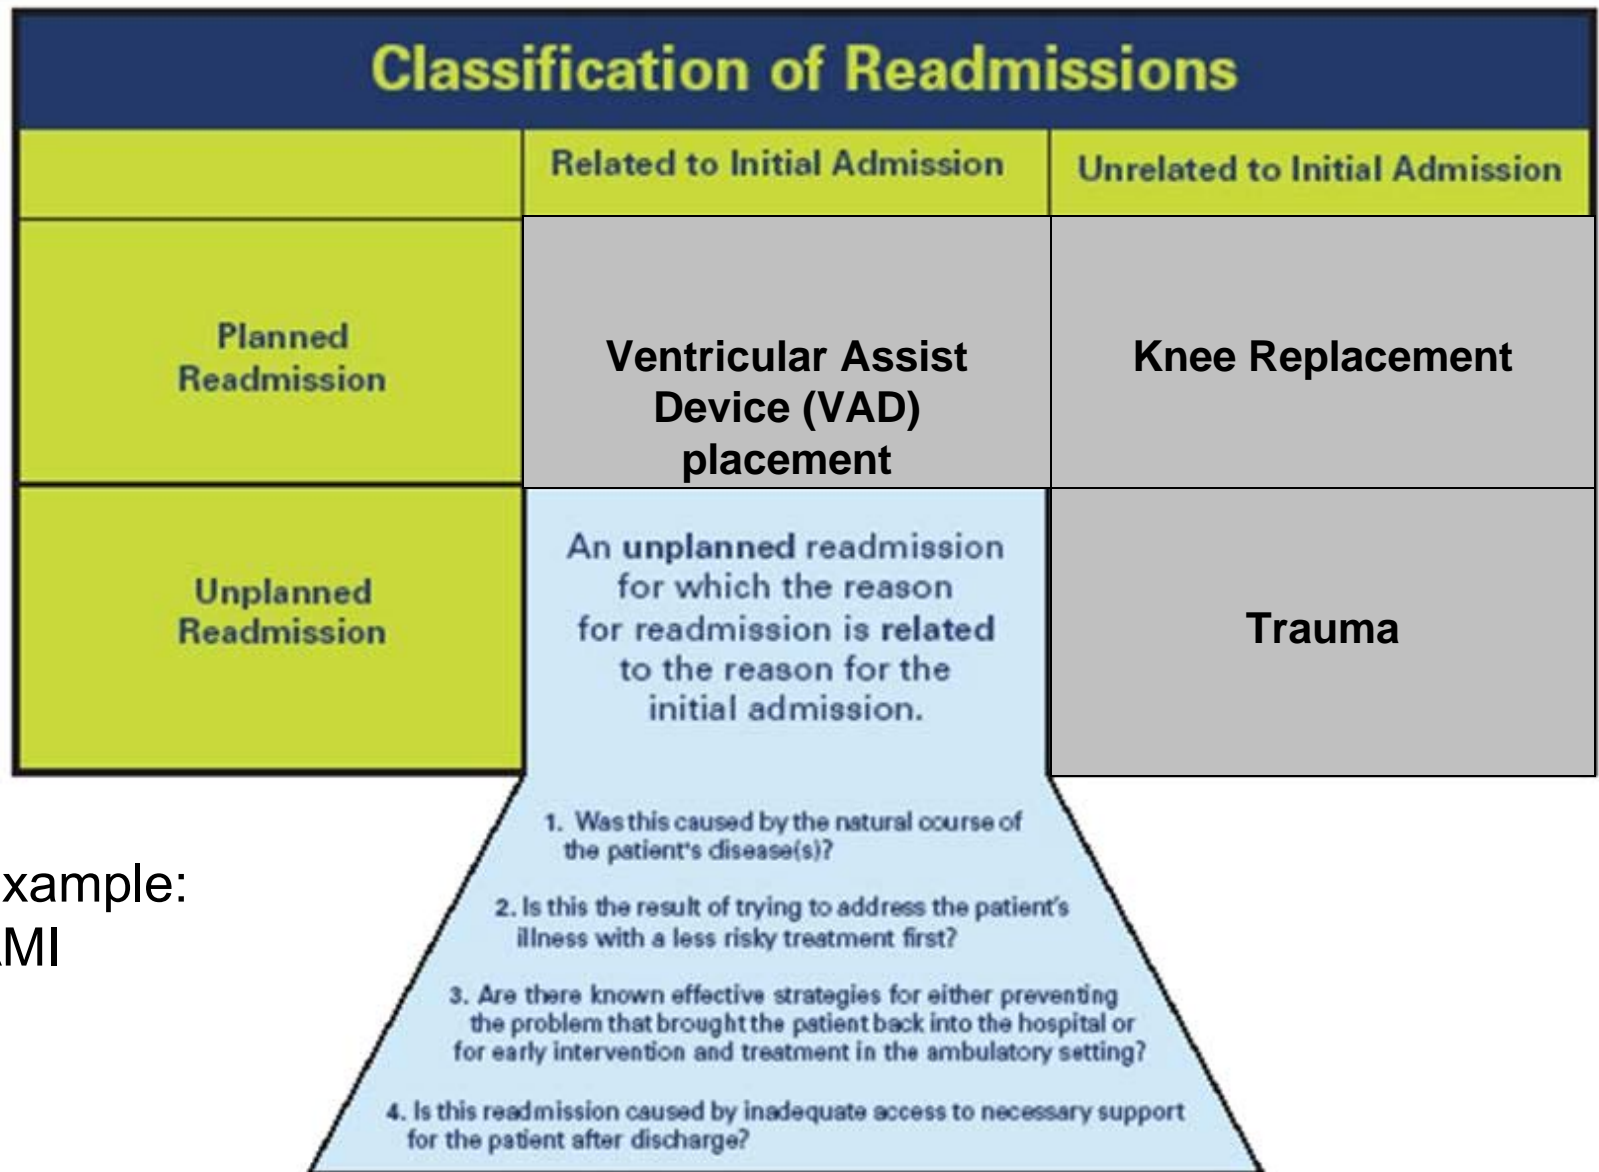 Classification of Readmissions
Related to Initial Admission
Unrelated to Initial Admission
Planned
Readmission
Ventricular Assist
Device (VAD)
placement
Knee Replacement
Unplanned
Readmission
An unplanned readmission
for which the reason
for readmission is related
to the reason for the
initial admission.
Trauma
1. Was this caused by the natural course of
the patient's disease(s)?
2. Is this the result of trying to address the patient's
illness with a less risky treatment first?
3. Are there known effective strategies for either preventing
the problem that brought the patient back into the hospital or
for early intervention and treatment in the ambulatory setting?
4. Is this readmission caused by inadequate access to necessary support
for the patient after discharge?
xample:
AMI